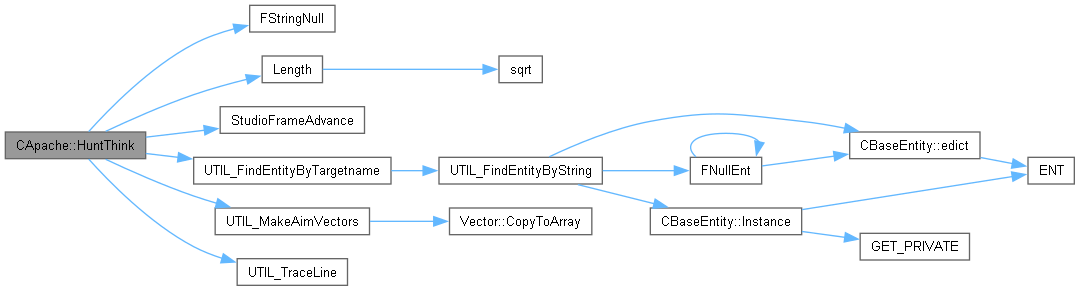 FStringNull
Length
sqrt
StudioFrameAdvance
CBaseEntity::edict
CApache::HuntThink
UTIL_FindEntityByTargetname
UTIL_FindEntityByString
FNullEnt
ENT
UTIL_MakeAimVectors
Vector::CopyToArray
CBaseEntity::Instance
GET_PRIVATE
UTIL_TraceLine